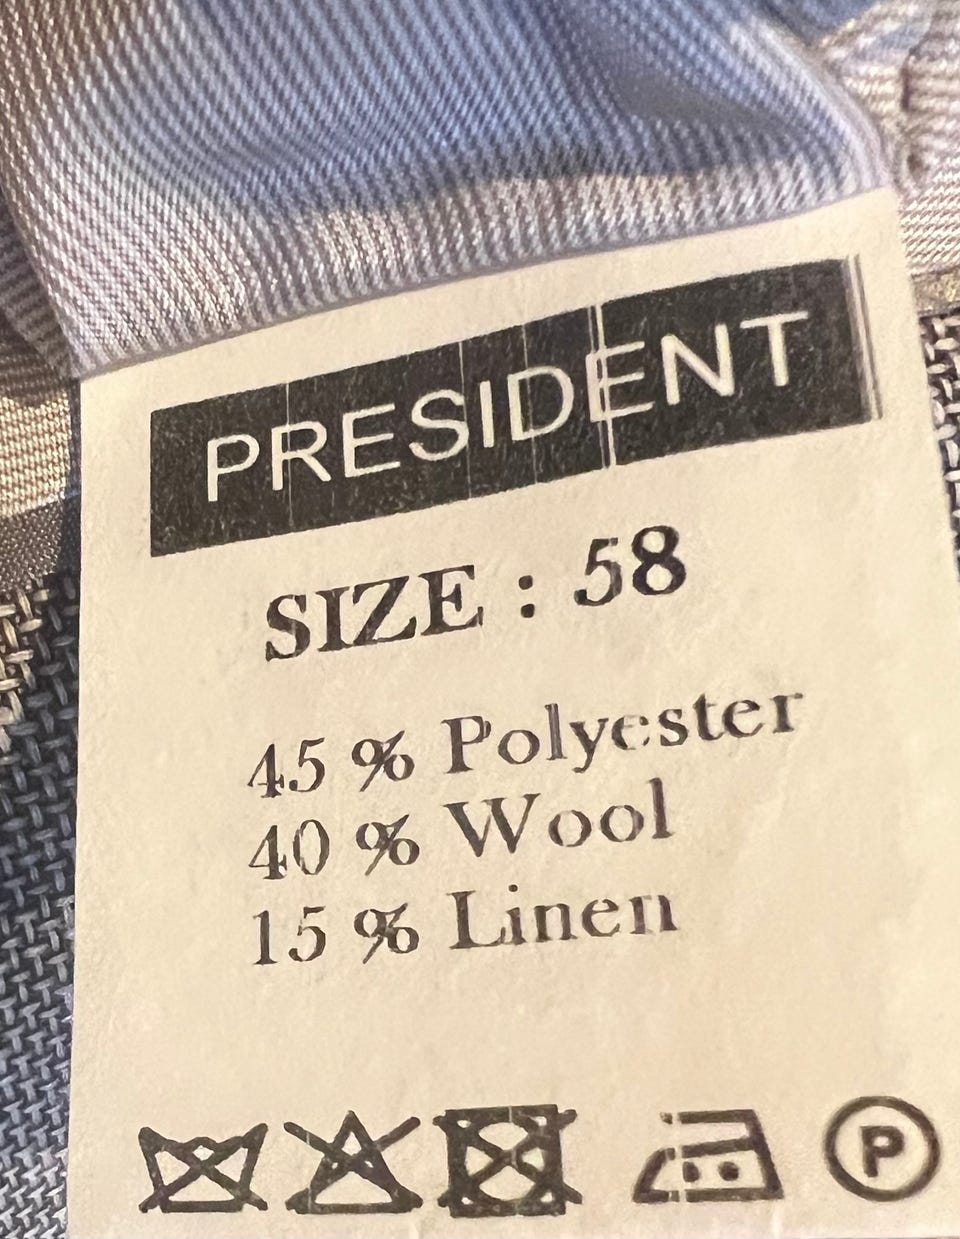 PRESIDENT
SIZE : 58
45 % Polyester
40 % Wool
15 % Linen
P